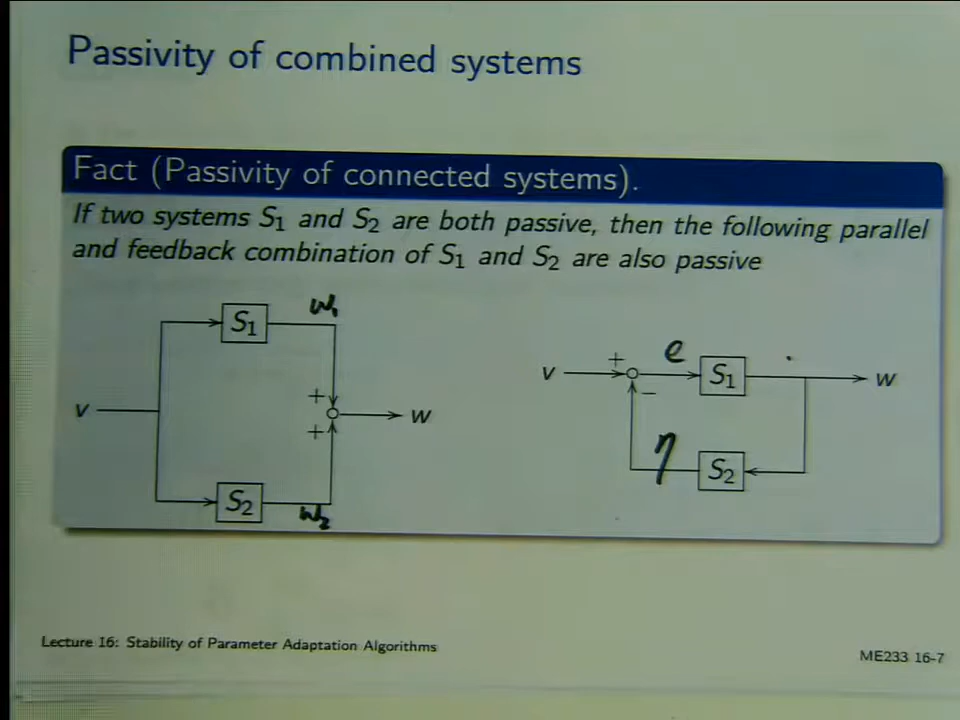 Passivity of combined systems
Fact (Passivity of connected systems).
If two systems S₁ and S₂ are both passive, then the following parallel
and feedback combination of S₁ and S₂ are also passive
v
S₁
w₁
+
+
w
S₂
w₂
v
+
−
e
S₁
w
η
S₂
Lecture 16: Stability of Parameter Adaptation Algorithms
ME233 16-7